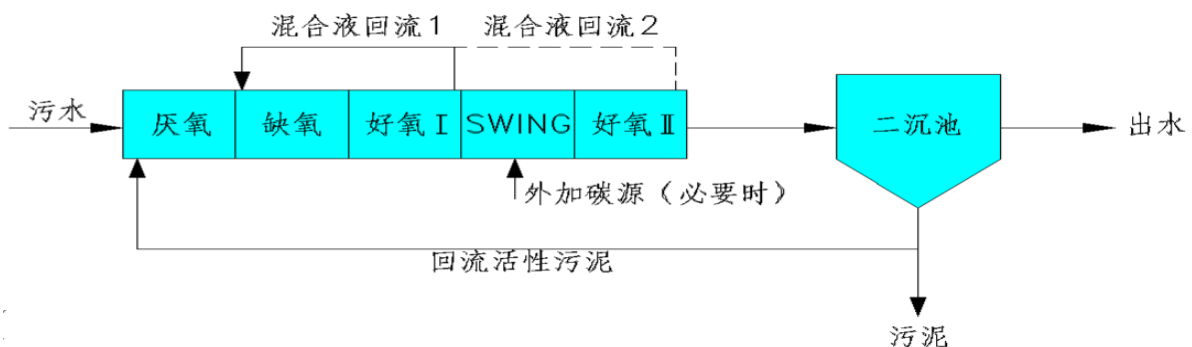 混合液回流1 混合液回流2
污水
厌氧 缺氧 好氧Ⅰ SWING 好氧Ⅱ
二沉池
出水
外加碳源（必要时）
回流活性污泥
污泥